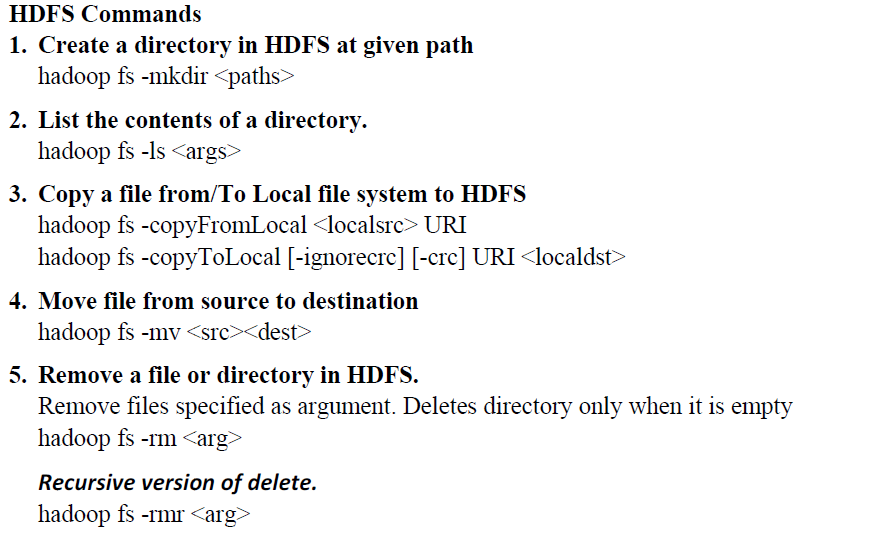 HDFS Commands
1. Create a directory in HDFS at given path
hadoop fs -mkdir <paths>
2. List the contents of a directory.
hadoop fs -ls <args>
3. Copy a file from/To Local file system to HDFS
hadoop fs -copyFromLocal <localsrc> URI
hadoop fs -copyToLocal [-ignorecrc] [-crc] URI <localdst>
4. Move file from source to destination
hadoop fs -mv <src><dest>
5. Remove a file or directory in HDFS.
Remove files specified as argument. Deletes directory only when it is empty
hadoop fs -rm <arg>
Recursive version of delete.
hadoop fs -rmr <arg>